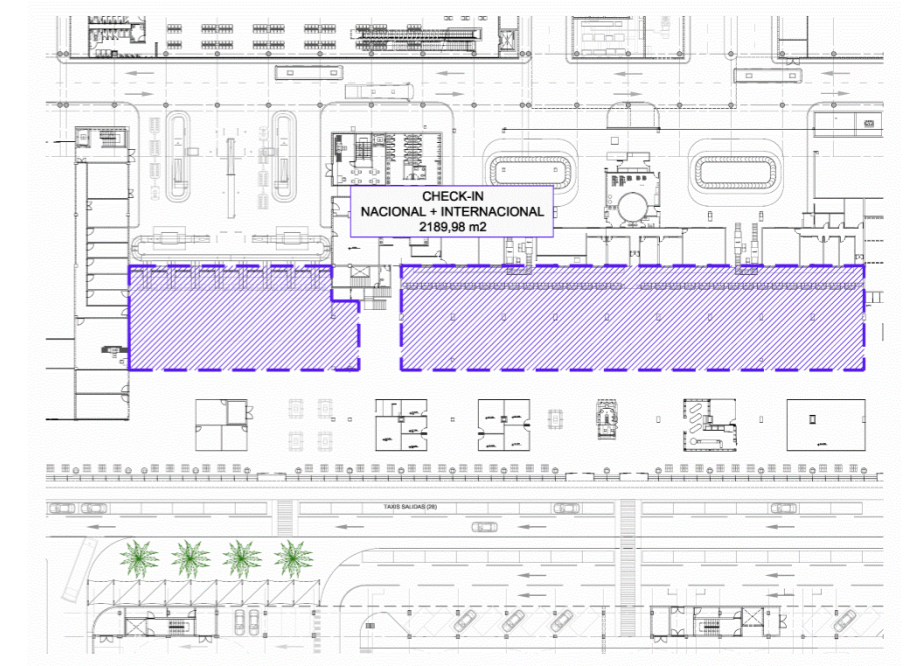 CHECK-IN
NACIONAL + INTERNACIONAL
2189,98 m2
TAXIS SALIDAS (28)